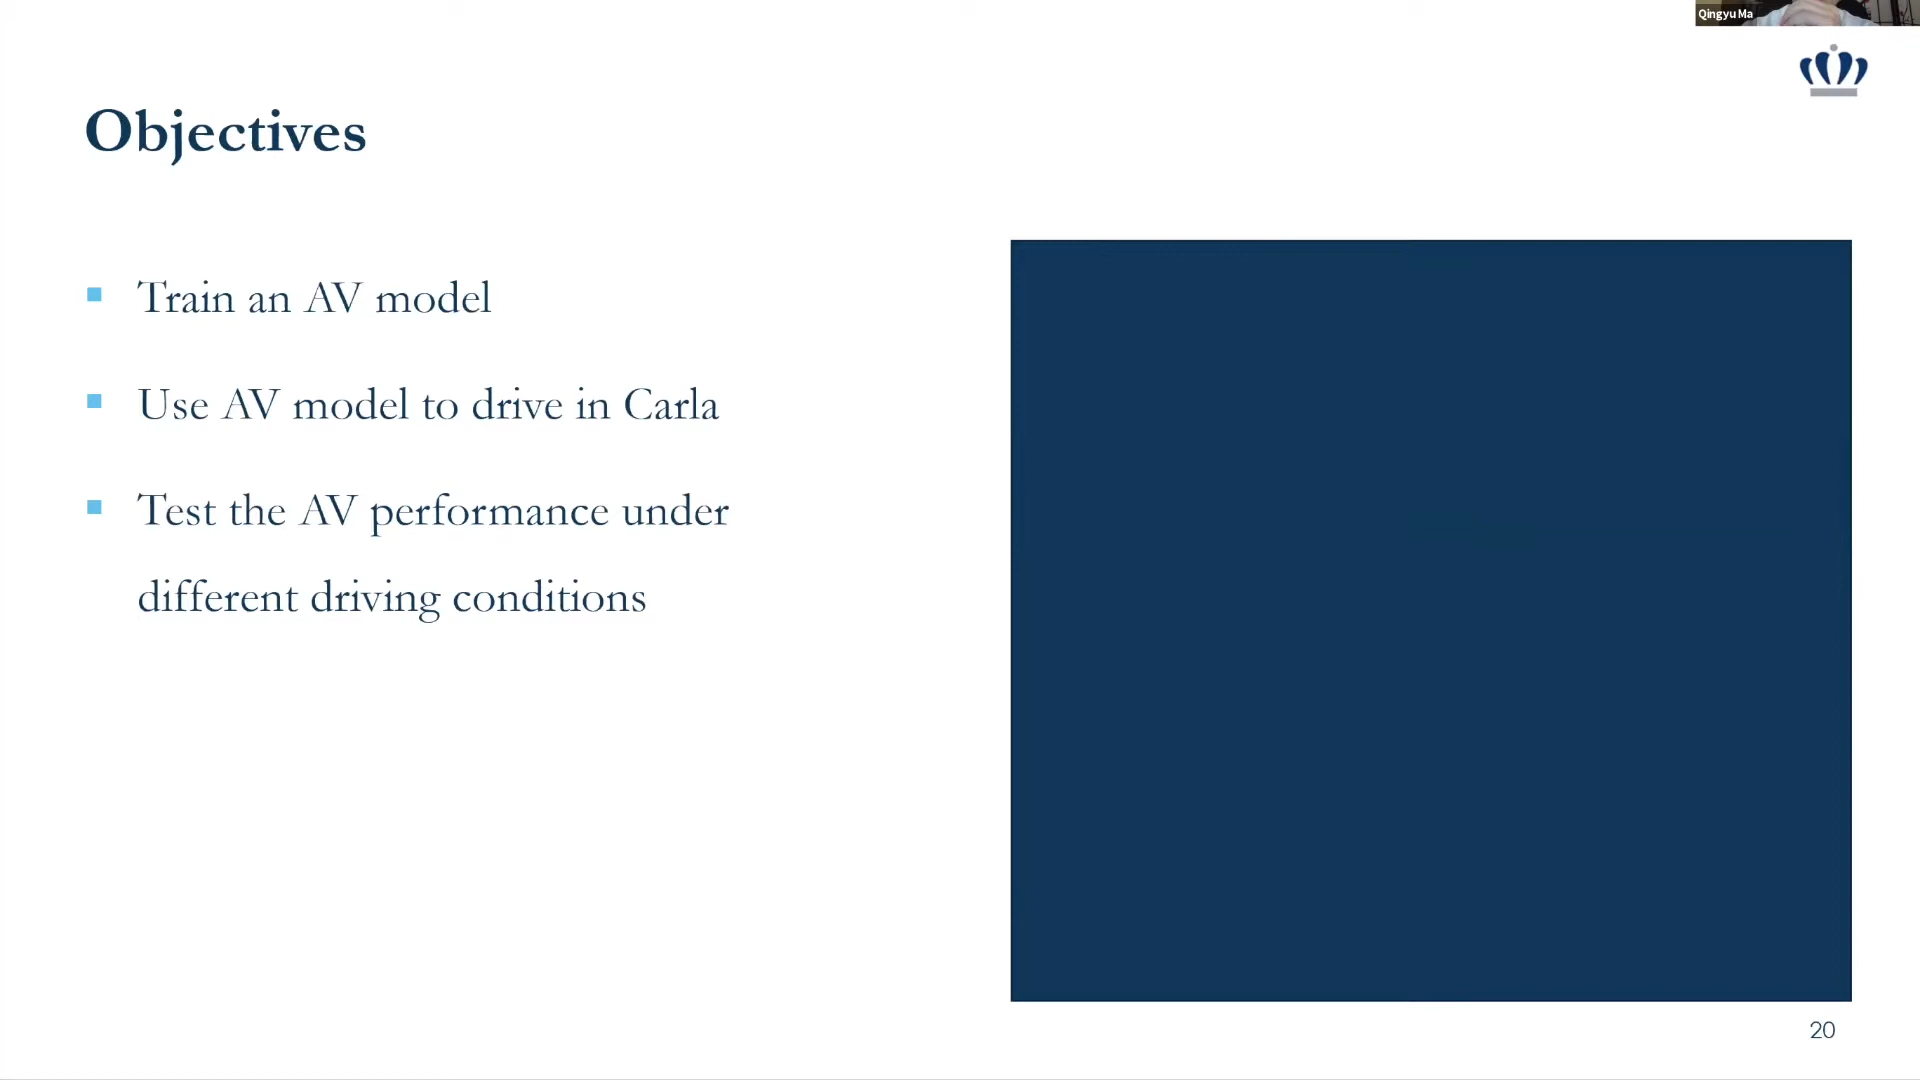 Qingyu Ma
Objectives
Train an AV model
Use AV model to drive in Carla
Test the AV performance under
different driving conditions
20